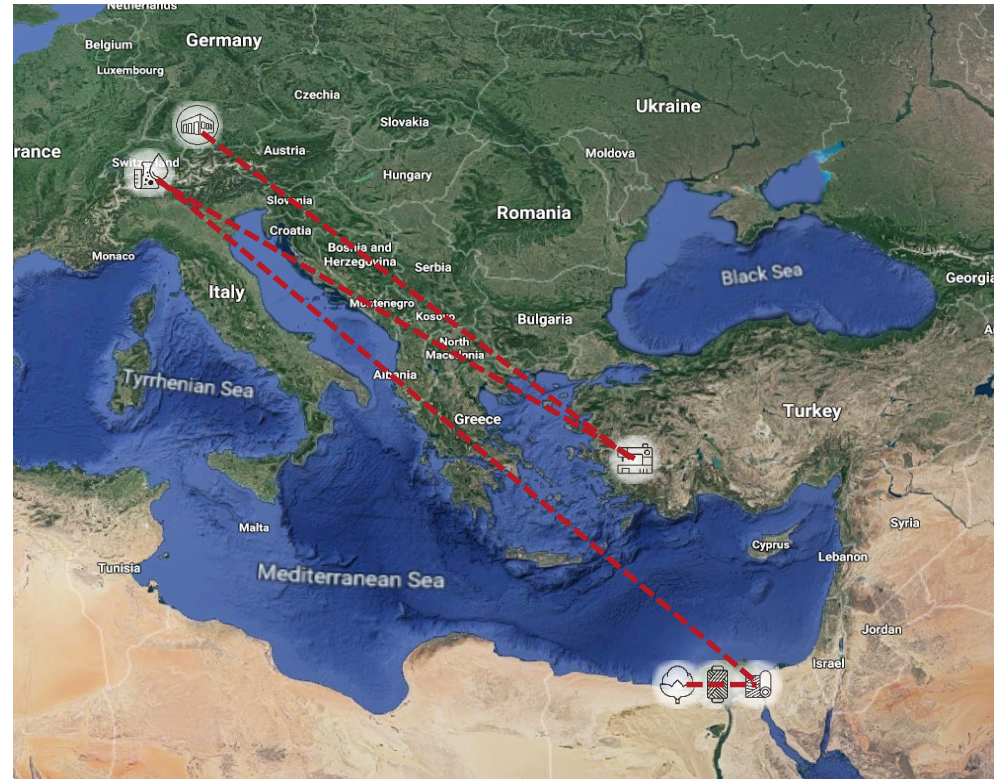 Netherlands
Belgium
Germany
Luxembourg
Czechia
Ukraine
Slovakia
rance
Switzerland
Austria
Moldova
Hungary
Slovenia
Romania
Croatia
Monaco
Bosnia and
Herzegovina
Serbia
Black Sea
Georgia
Italy
Montenegro
Kosovo
Bulgaria
North
Macedonia
A
Albania
Tyrrhenian Sea
Greece
Turkey
Malta
Syria
Cyprus
Lebanon
Tunisia
Mediterranean Sea
Jordan
Israel